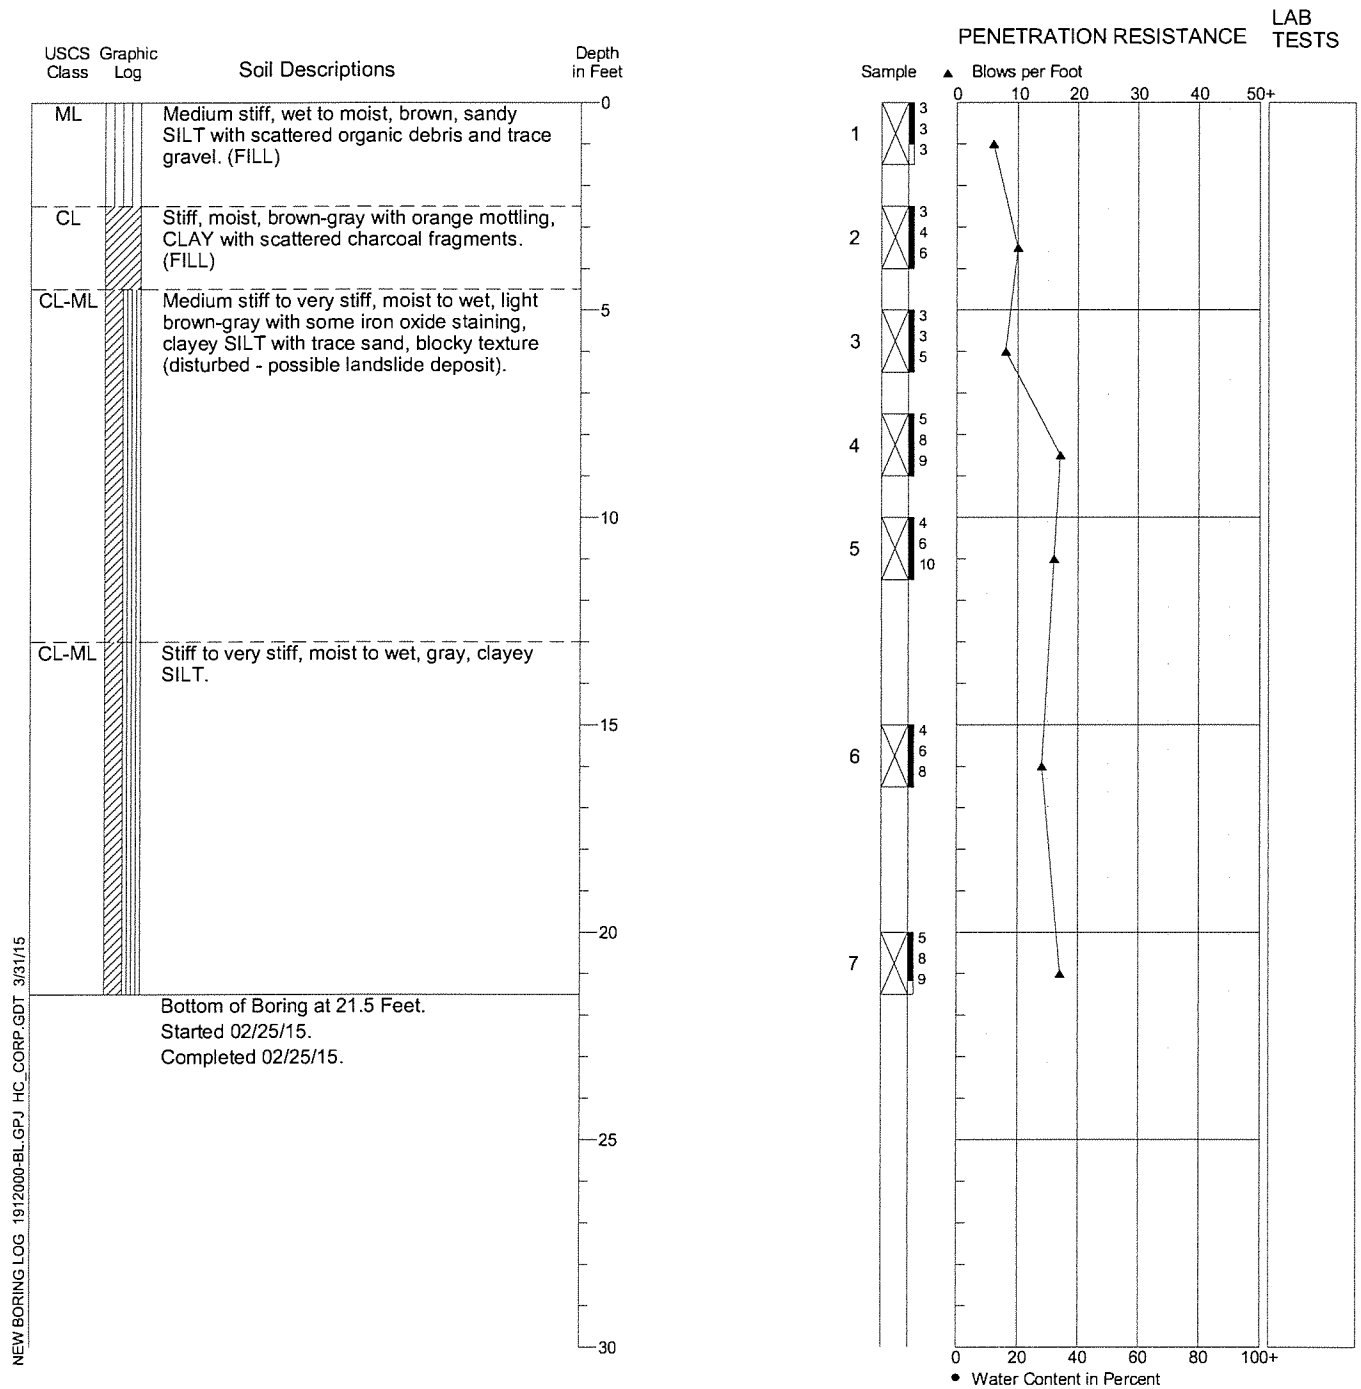 LAB
TESTS
PENETRATION RESISTANCE
USCS Graphic
Class Log
Soil Descriptions
Depth
in Feet
Sample
▲ Blows per Foot
0 10 20 30 40 50+
ML
Medium stiff, wet to moist, brown, sandy
SILT with scattered organic debris and trace
gravel. (FILL)
0
1
3
3
3
CL
Stiff, moist, brown-gray with orange mottling,
CLAY with scattered charcoal fragments.
(FILL)
2
3
4
6
CL-ML
Medium stiff to very stiff, moist to wet, light
brown-gray with some iron oxide staining,
clayey SILT with trace sand, blocky texture
(disturbed - possible landslide deposit).
5
3
3
3
5
4
5
8
9
10
5
4
6
10
CL-ML
Stiff to very stiff, moist to wet, gray, clayey
SILT.
15
6
4
6
8
20
7
5
8
9
Bottom of Boring at 21.5 Feet.
Started 02/25/15.
Completed 02/25/15.
25
30
0 20 40 60 80 100+
● Water Content in Percent
NEW BORING LOG 1912000-BL.GPJ HC_CORP.GDT 3/31/15